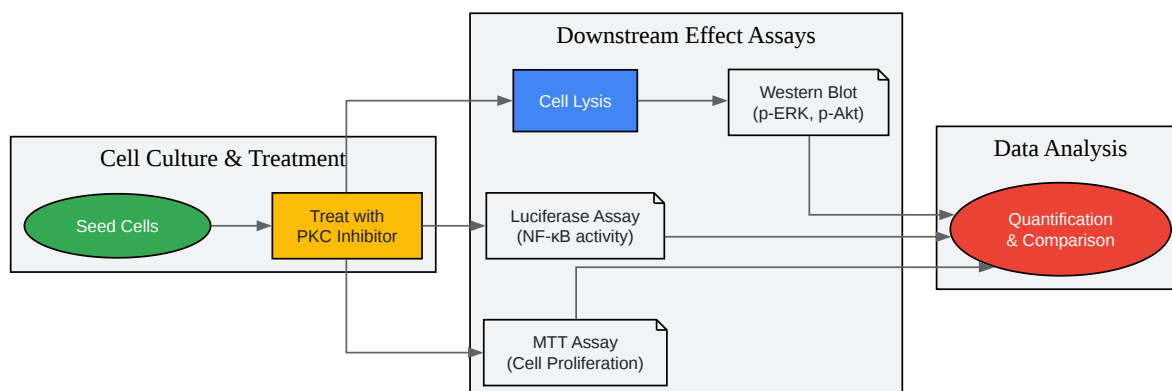 Downstream Effect Assays
Cell Lysis
Western Blot
(p-ERK, p-Akt)
Cell Culture & Treatment
Seed Cells
Treat with
PKC Inhibitor
Luciferase Assay
(NF-κB activity)
MTT Assay
(Cell Proliferation)
Data Analysis
Quantification
& Comparison